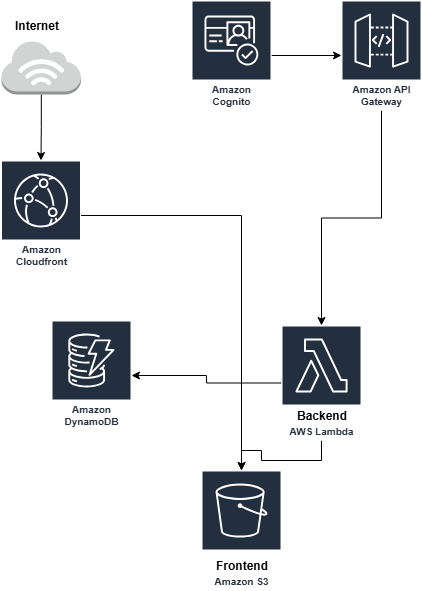 Internet
Amazon
Cognito
Amazon API
Gateway
Amazon
Cloudfront
Amazon
DynamoDB
Backend
AWS Lambda
Frontend
Amazon S3